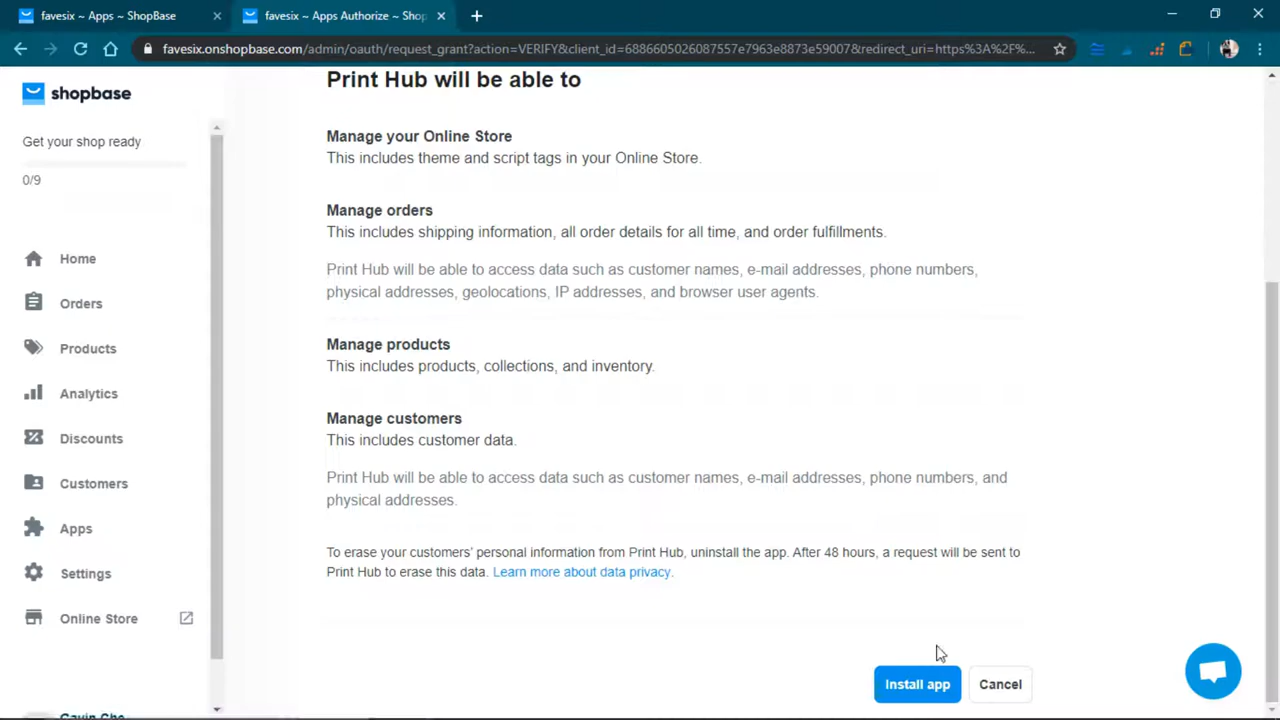 favesix ~ Apps ~ ShopBase
favesix ~ Apps Authorize ~ Shop
favesix.onshopbase.com/admin/oauth/request_grant?action=VERIFY&client_id=6886605026087557e7963e8873e59007&redirect_uri=https%3A%2F%...
shopbase
Get your shop ready
0/9
Home
Orders
Products
Analytics
Discounts
Customers
Apps
Settings
Online Store
Print Hub will be able to
Manage your Online Store
This includes theme and script tags in your Online Store.
Manage orders
This includes shipping information, all order details for all time, and order fulfillments.
Print Hub will be able to access data such as customer names, e-mail addresses, phone numbers,
physical addresses, geolocations, IP addresses, and browser user agents.
Manage products
This includes products, collections, and inventory.
Manage customers
This includes customer data.
Print Hub will be able to access data such as customer names, e-mail addresses, phone numbers, and
physical addresses.
To erase your customers' personal information from Print Hub, uninstall the app. After 48 hours, a request will be sent to
Print Hub to erase this data. Learn more about data privacy.
Install app
Cancel